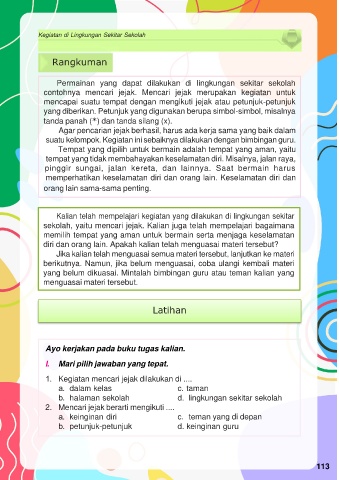 Kegiatan di Lingkungan Sekitar Sekolah
Rangkuman
Permainan yang dapat dilakukan di lingkungan sekitar sekolah
contohnya mencari jejak. Mencari jejak merupakan kegiatan untuk
mencapai suatu tempat dengan mengikuti jejak atau petunjuk-petunjuk
yang diberikan. Petunjuk yang digunakan berupa simbol-simbol, misalnya
tanda panah (*) dan tanda silang (x).
Agar pencarian jejak berhasil, harus ada kerja sama yang baik dalam
suatu kelompok. Kegiatan ini sebaiknya dilakukan dengan bimbingan guru.
Tempat yang dipilih untuk bermain adalah tempat yang aman, yaitu
tempat yang tidak membahayakan keselamatan diri. Misalnya, jalan raya,
pinggir sungai, jalan kereta, dan lainnya. Saat bermain harus
memperhatikan keselamatan diri dan orang lain. Keselamatan diri dan
orang lain sama-sama penting.
Kalian telah mempelajari kegiatan yang dilakukan di lingkungan sekitar
sekolah, yaitu mencari jejak. Kalian juga telah mempelajari bagaimana
memilih tempat yang aman untuk bermain serta menjaga keselamatan
diri dan orang lain. Apakah kalian telah menguasai materi tersebut?
Jika kalian telah menguasai semua materi tersebut, lanjutkan ke materi
berikutnya. Namun, jika belum menguasai, coba ulangi kembali materi
yang belum dikuasai. Mintalah bimbingan guru atau teman kalian yang
menguasai materi tersebut.
Latihan
Ayo kerjakan pada buku tugas kalian.
I. Mari pilih jawaban yang tepat.
1. Kegiatan mencari jejak dilakukan di ....
a. dalam kelas c. taman
b. halaman sekolah d. lingkungan sekitar sekolah
2. Mencari jejak berarti mengikuti ....
a. keinginan diri c. teman yang di depan
b. petunjuk-petunjuk d. keinginan guru
113